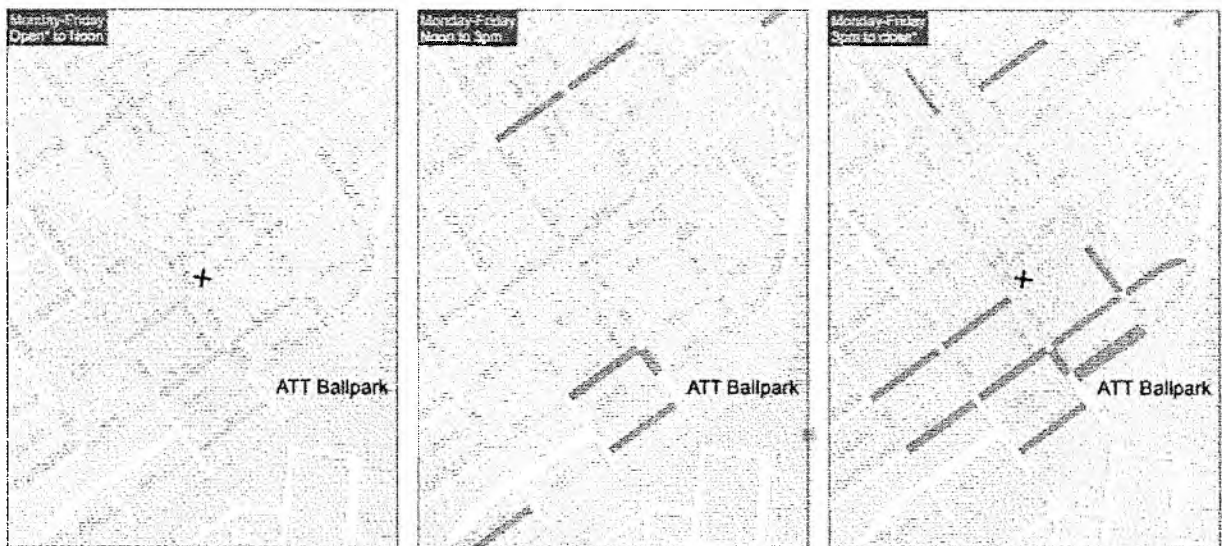 Monday-Friday
Open* to Noon
ATT Ballpark
Monday-Friday
Noon to 3pm
ATT Ballpark
Monday-Friday
3pm to close*
ATT Ballpark